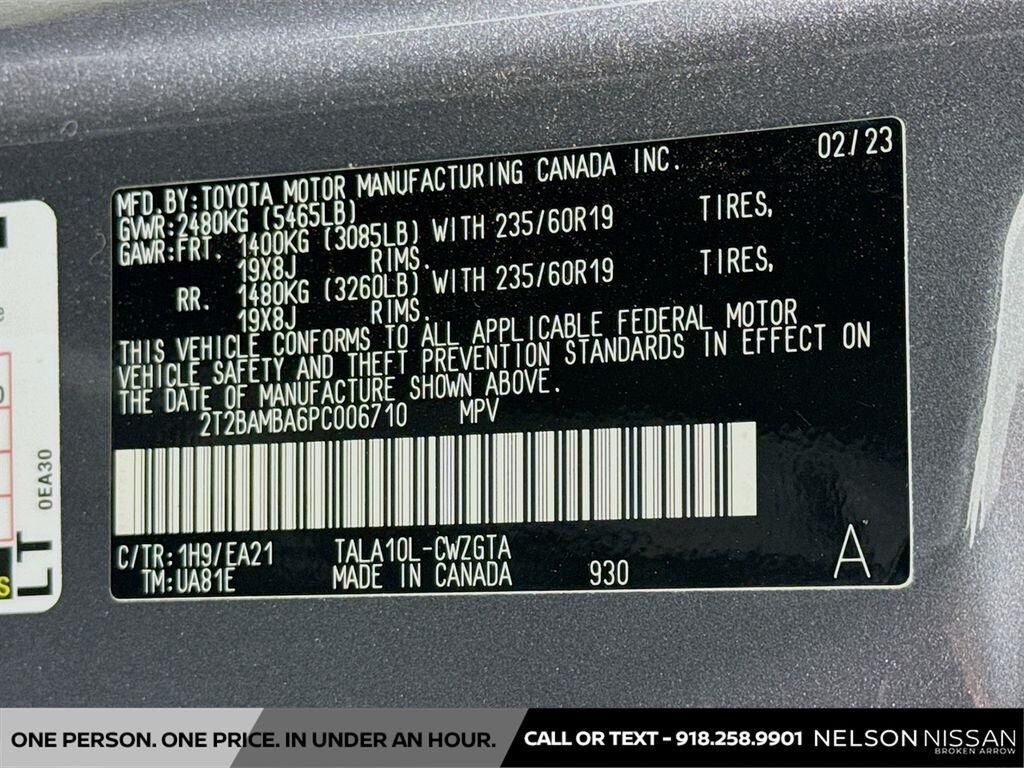 02/23
MFD.BY:TOYOTA MOTOR MANUFACTURING CANADA INC.
GVWR:2480KG (5465LB)
GAWR:FRT. 1400KG (3085LB) WITH 235/60R19 TIRES,
19X8J RIMS.
RR. 1480KG (3260LB) WITH 235/60R19 TIRES,
19X8J RIMS.
THIS VEHICLE CONFORMS TO ALL APPLICABLE FEDERAL MOTOR
VEHICLE SAFETY AND THEFT PREVENTION STANDARDS IN EFFECT ON
THE DATE OF MANUFACTURE SHOWN ABOVE.
2T2BAMBA6PC006710 MPV
C/TR:1H9/EA21 TALA10L-CWZGTA
TM:UA81E MADE IN CANADA 930
A
LT
0EA30
ONE PERSON. ONE PRICE. IN UNDER AN HOUR.
CALL OR TEXT - 918.258.9901
NELSON NISSAN
BROKEN ARROW